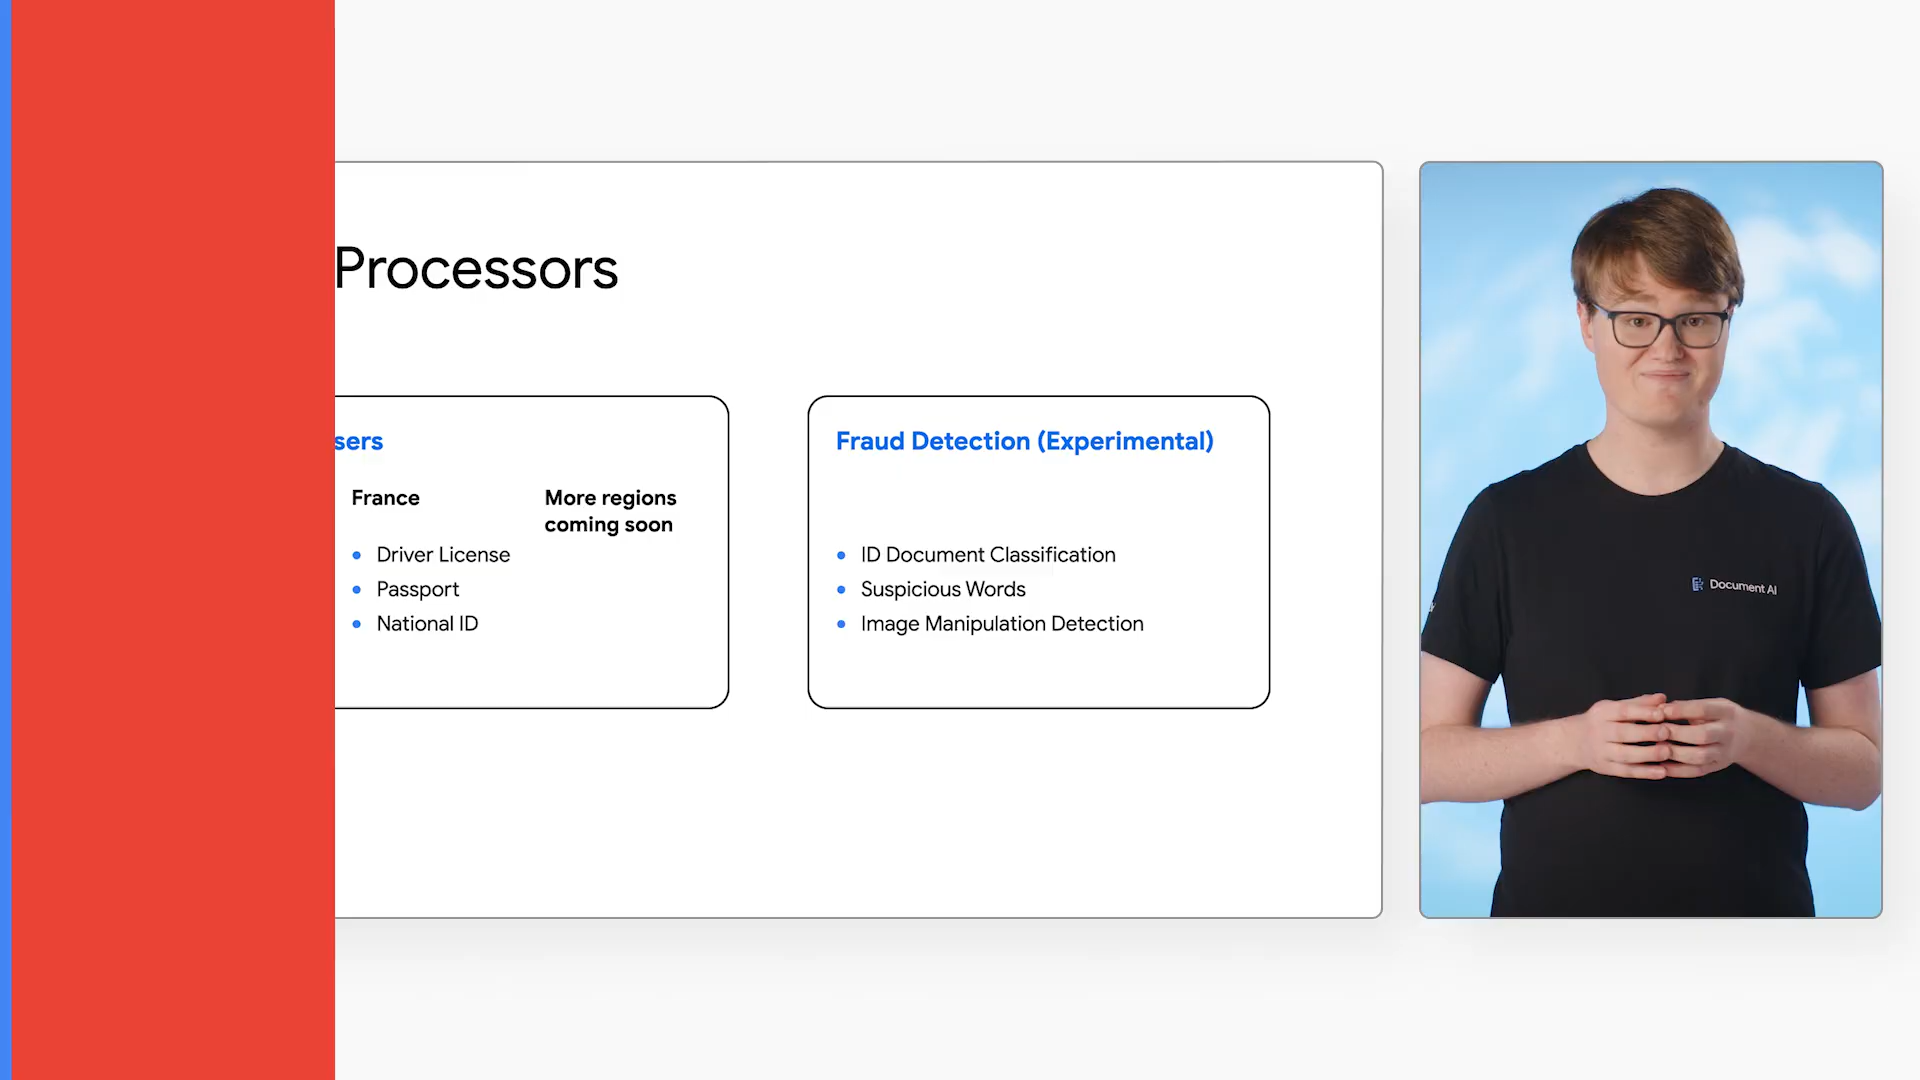 Processors
sers
France
More regions
coming soon
Driver License
Passport
National ID
Fraud Detection (Experimental)
ID Document Classification
Suspicious Words
Image Manipulation Detection
Document AI